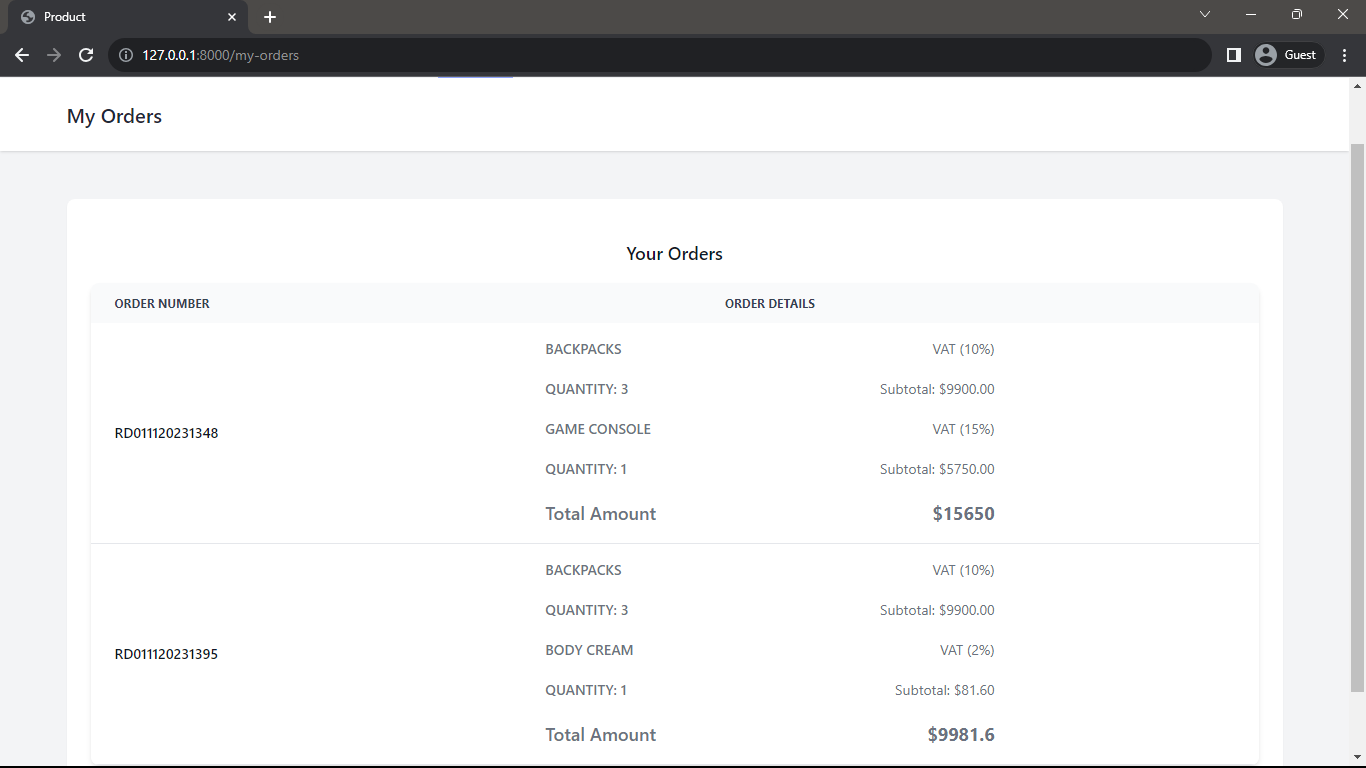 Product
127.0.0.1:8000/my-orders
Guest
My Orders
Your Orders
ORDER NUMBER ORDER DETAILS
BACKPACKS VAT (10%)
QUANTITY: 3 Subtotal: $9900.00
RD011120231348
GAME CONSOLE VAT (15%)
QUANTITY: 1 Subtotal: $5750.00
Total Amount $15650
BACKPACKS VAT (10%)
QUANTITY: 3 Subtotal: $9900.00
RD011120231395
BODY CREAM VAT (2%)
QUANTITY: 1 Subtotal: $81.60
Total Amount $9981.6